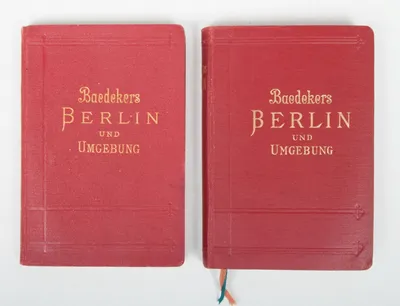 Baedekers
BERLIN
UND
UMGEBUNG
Baedekers
BERLIN
UND
UMGEBUNG